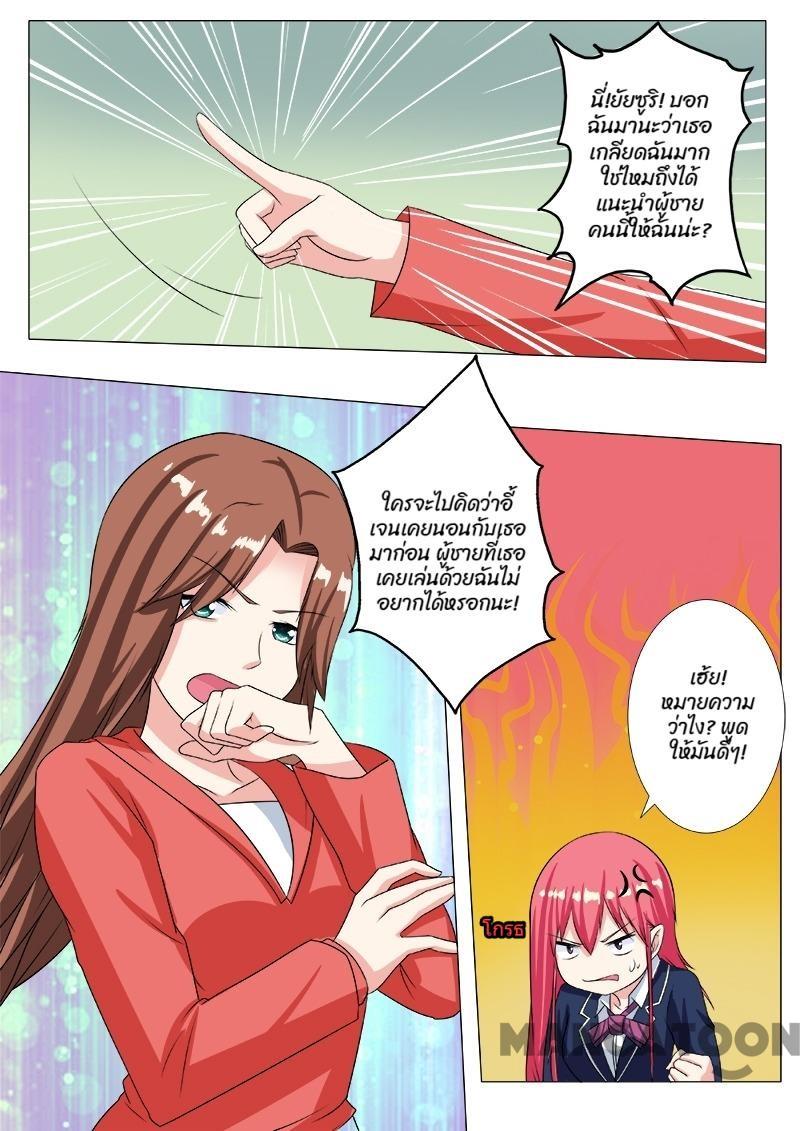 นี่!ยัยซูริ! บอก
ฉันมานะว่าเธอ
เกลียดฉันมาก
ใช่ไหมถึงได้
แนะนำผู้ชาย
คนนี้ให้ฉันน่ะ?
ใครจะไปคิดว่าอี้
เจนเคยนอนกับเธอ
มาก่อน ผู้ชายที่เธอ
เคยเล่นด้วยฉันไม่
อยากได้หรอกนะ!
เฮ้ย!
หมายความ
ว่าไง? พูด
ให้มันดีๆ!
โกรธ
MANGATOON